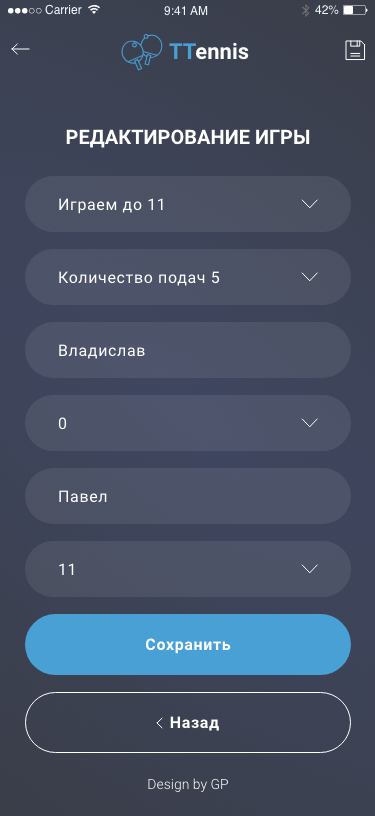 Carrier 9:41 AM 42%
TTennis
РЕДАКТИРОВАНИЕ ИГРЫ
Играем до 11
Количество подач 5
Владислав
0
Павел
11
Сохранить
Назад
Design by GP